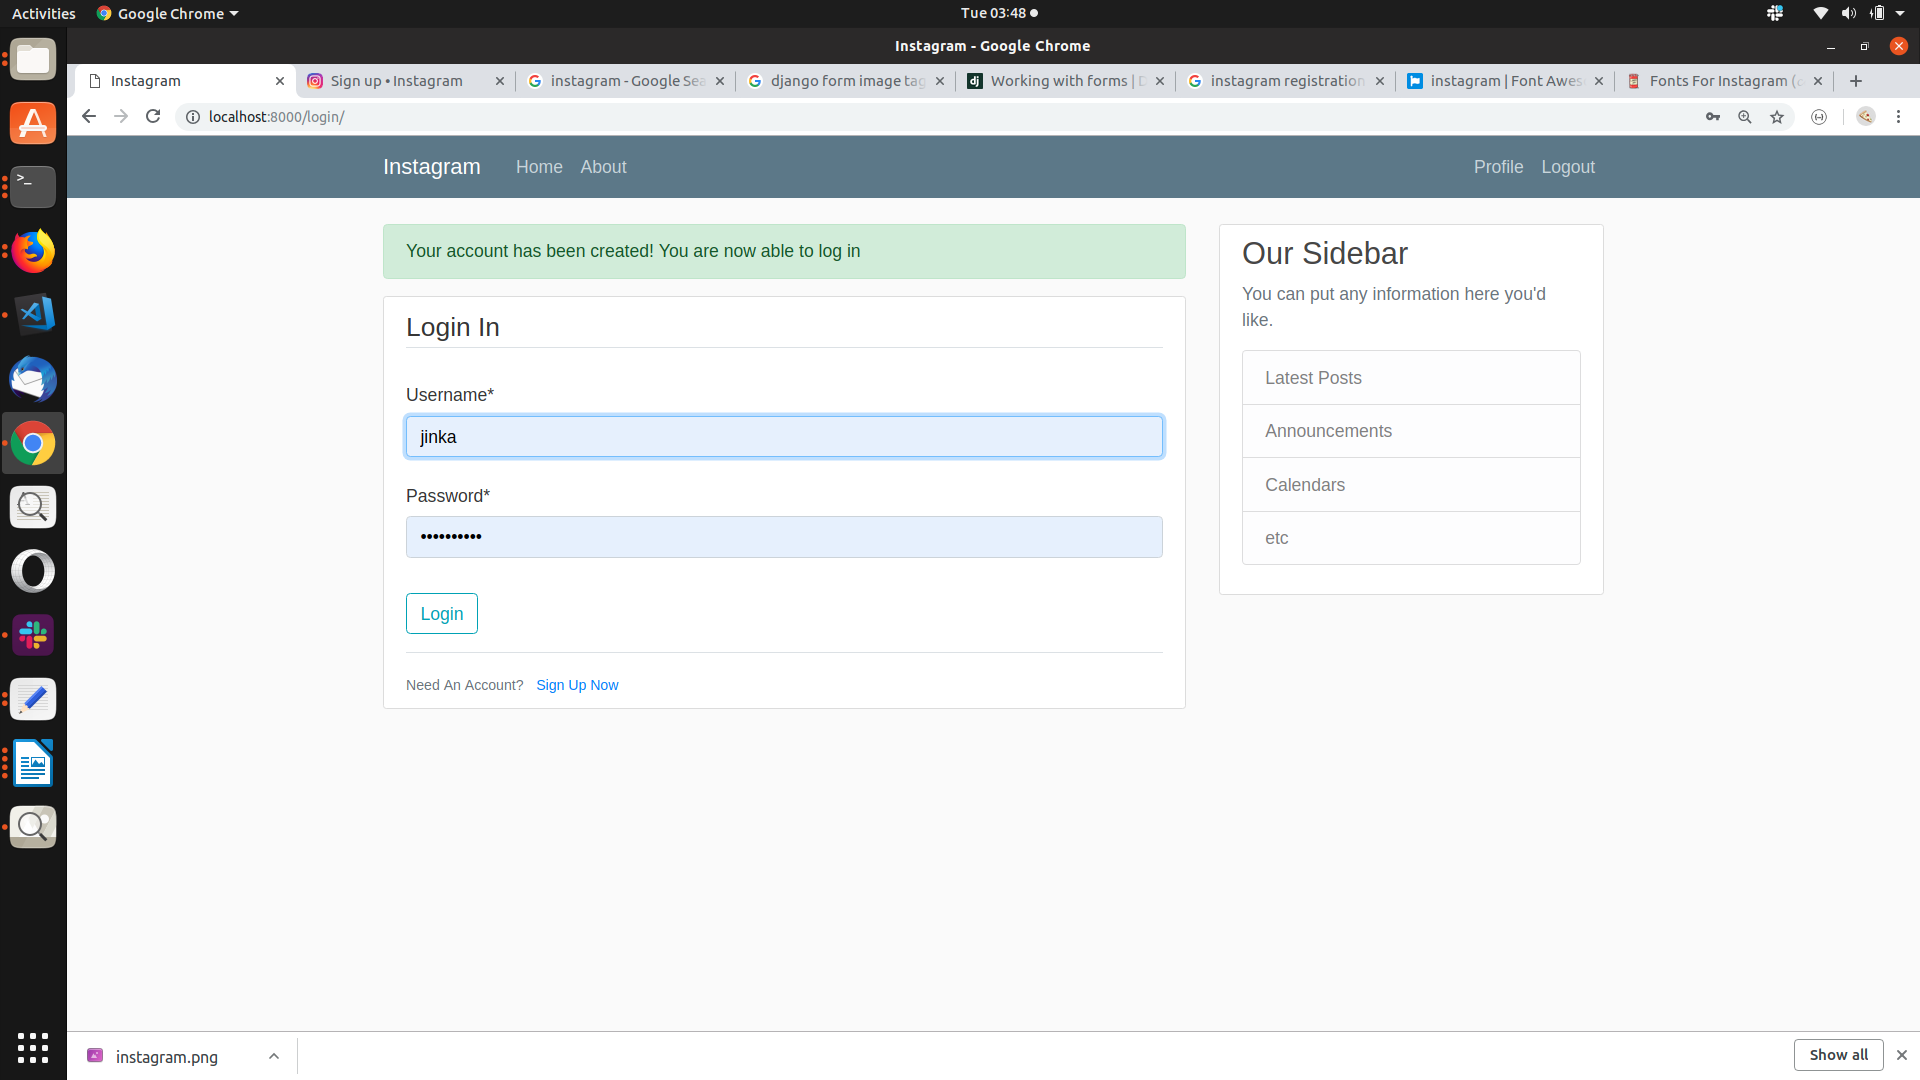 Activities
Google Chrome
Tue 03:48
Instagram - Google Chrome
Instagram
Sign up • Instagram
instagram - Google Sea
django form image tag
Working with forms | D
instagram registration
instagram | Font Awes
Fonts For Instagram (
localhost:8000/login/
Instagram
Home
About
Profile
Logout
Your account has been created! You are now able to log in
Login In
Username*
jinka
Password*
••••••••••
Login
Need An Account? Sign Up Now
Our Sidebar
You can put any information here you'd
like.
Latest Posts
Announcements
Calendars
etc
instagram.png
Show all